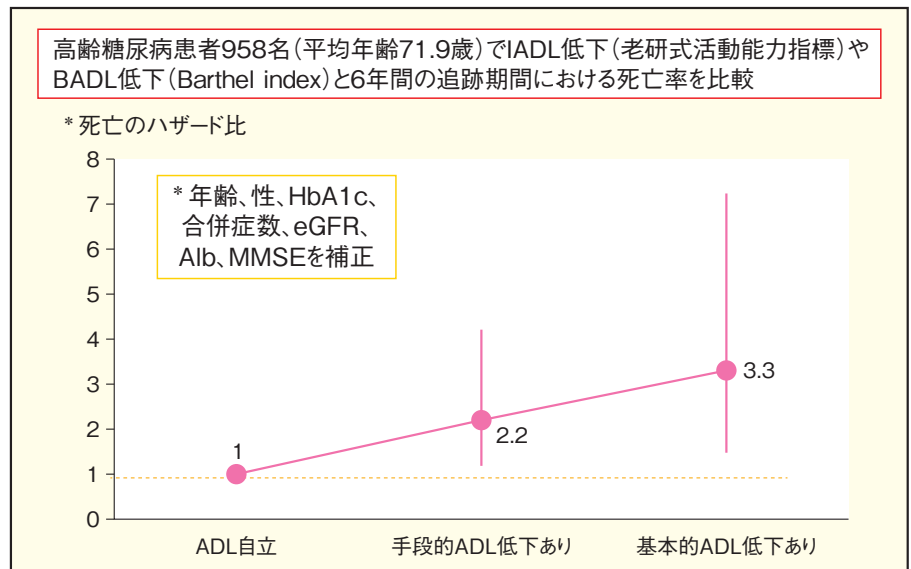 高齢糖尿病患者958名(平均年齢71.9歳)でIADL低下(老研式活動能力指標)や
BADL低下(Barthel index)と6年間の追跡期間における死亡率を比較
* 死亡のハザード比
8
* 年齢、性、HbA1c、
合併症数、eGFR、
Alb、MMSEを補正
7
6
5
4
3
2
1
0
1
2.2
3.3
ADL自立
手段的ADL低下あり
基本的ADL低下あり